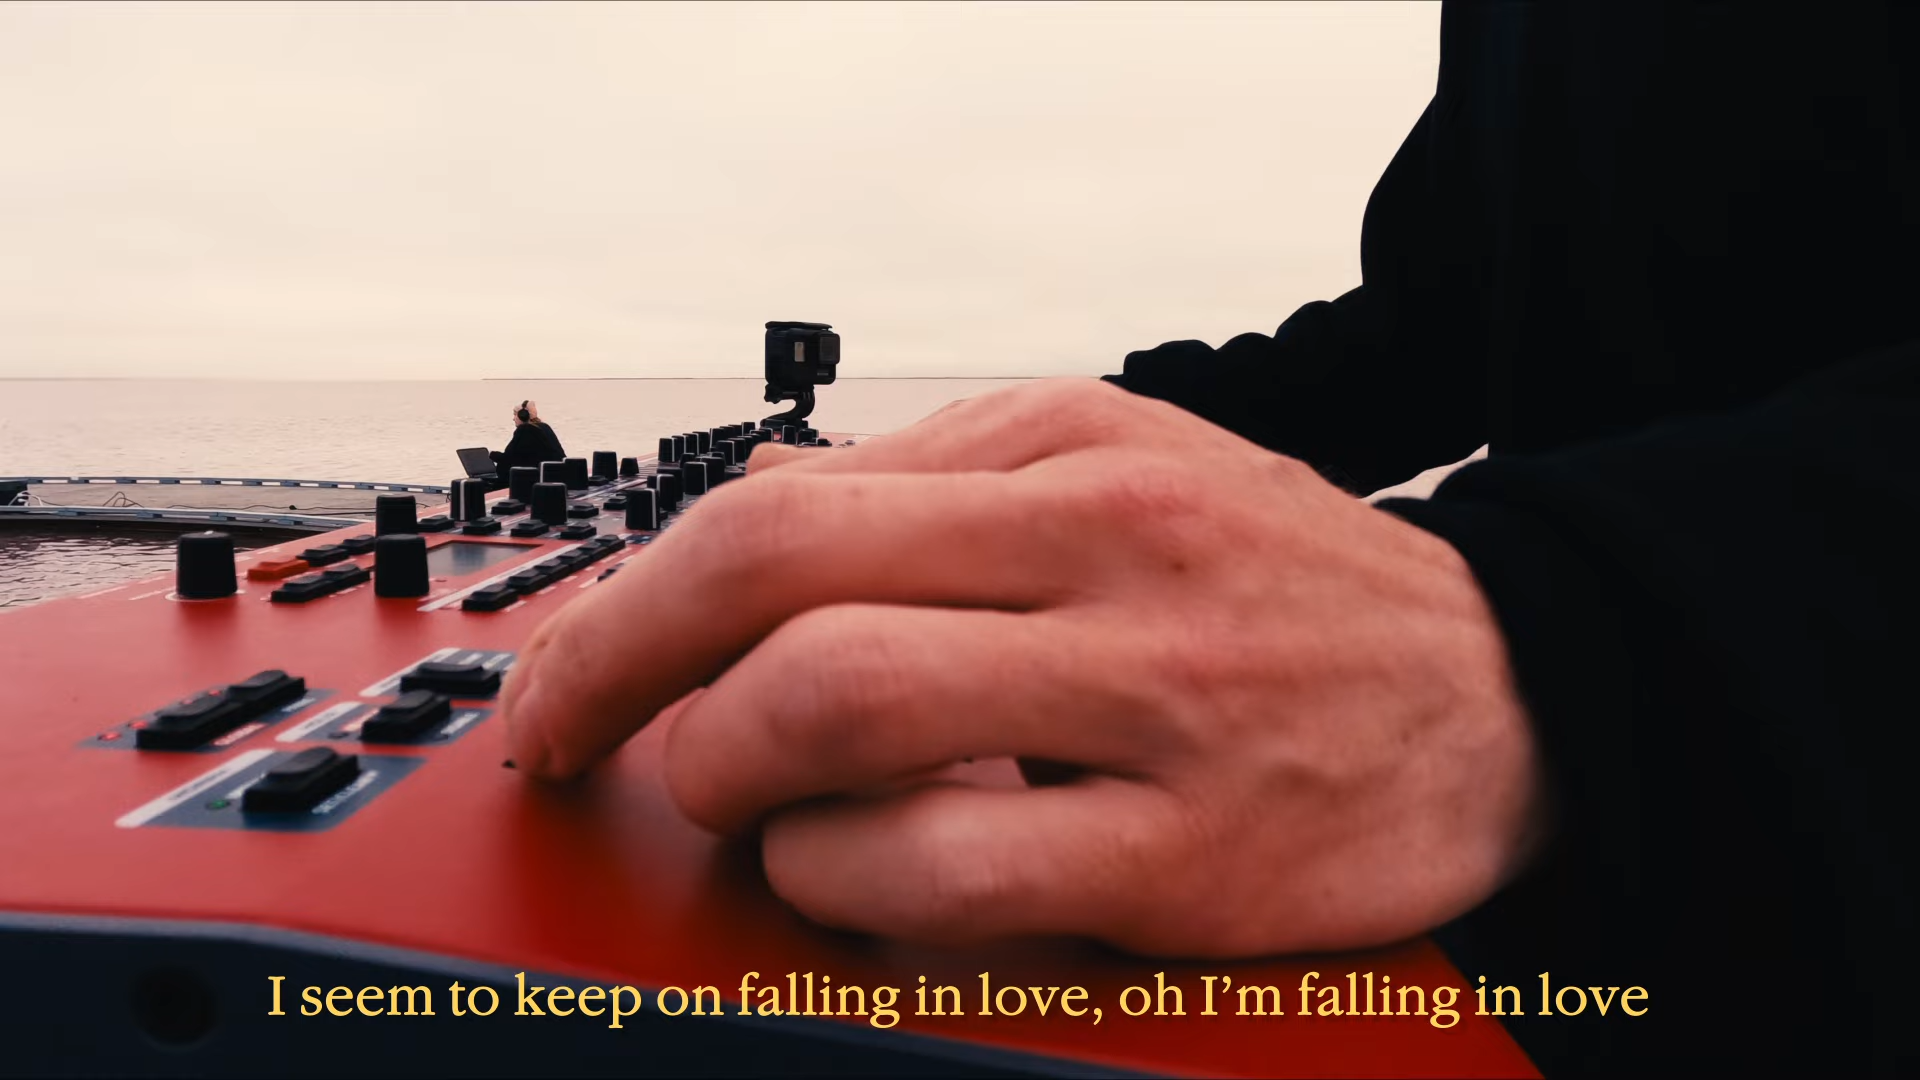 I seem to keep on falling in love, oh I’m falling in love